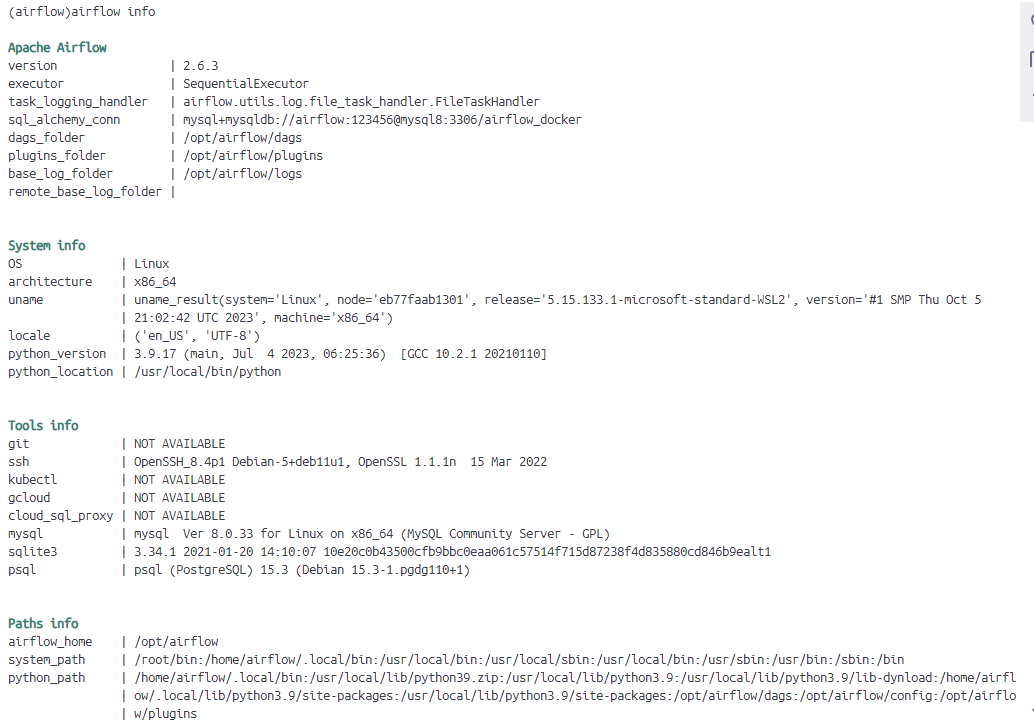 (airflow)airflow info
Apache Airflow
version | 2.6.3
executor | SequentialExecutor
task_logging_handler | airflow.utils.log.file_task_handler.FileTaskHandler
sql_alchemy_conn | mysql+mysqldb://airflow:123456@mysql8:3306/airflow_docker
dags_folder | /opt/airflow/dags
plugins_folder | /opt/airflow/plugins
base_log_folder | /opt/airflow/logs
remote_base_log_folder |
System info
OS | Linux
architecture | x86_64
uname | uname_result(system='Linux', node='eb77faab1301', release='5.15.133.1-microsoft-standard-WSL2', version='#1 SMP Thu Oct 5
| 21:02:42 UTC 2023', machine='x86_64')
locale | ('en_US', 'UTF-8')
python_version | 3.9.17 (main, Jul  4 2023, 06:25:36)  [GCC 10.2.1 20210110]
python_location | /usr/local/bin/python
Tools info
git | NOT AVAILABLE
ssh | OpenSSH_8.4p1 Debian-5+deb11u1, OpenSSL 1.1.1n  15 Mar 2022
kubectl | NOT AVAILABLE
gcloud | NOT AVAILABLE
cloud_sql_proxy | NOT AVAILABLE
mysql | mysql  Ver 8.0.33 for Linux on x86_64 (MySQL Community Server - GPL)
sqlite3 | 3.34.1 2021-01-20 14:10:07 10e20c0b43500cfb9bbc0eaa061c57514f715d87238f4d835880cd846b9ealt1
psql | psql (PostgreSQL) 15.3 (Debian 15.3-1.pgdg110+1)
Paths info
airflow_home | /opt/airflow
system_path | /root/bin:/home/airflow/.local/bin:/usr/local/bin:/usr/local/sbin:/usr/local/bin:/usr/sbin:/usr/bin:/sbin:/bin
python_path | /home/airflow/.local/bin:/usr/local/lib/python39.zip:/usr/local/lib/python3.9:/usr/local/lib/python3.9/lib-dynload:/home/airfl
| ow/.local/lib/python3.9/site-packages:/usr/local/lib/python3.9/site-packages:/opt/airflow/dags:/opt/airflow/config:/opt/airflo
| w/plugins